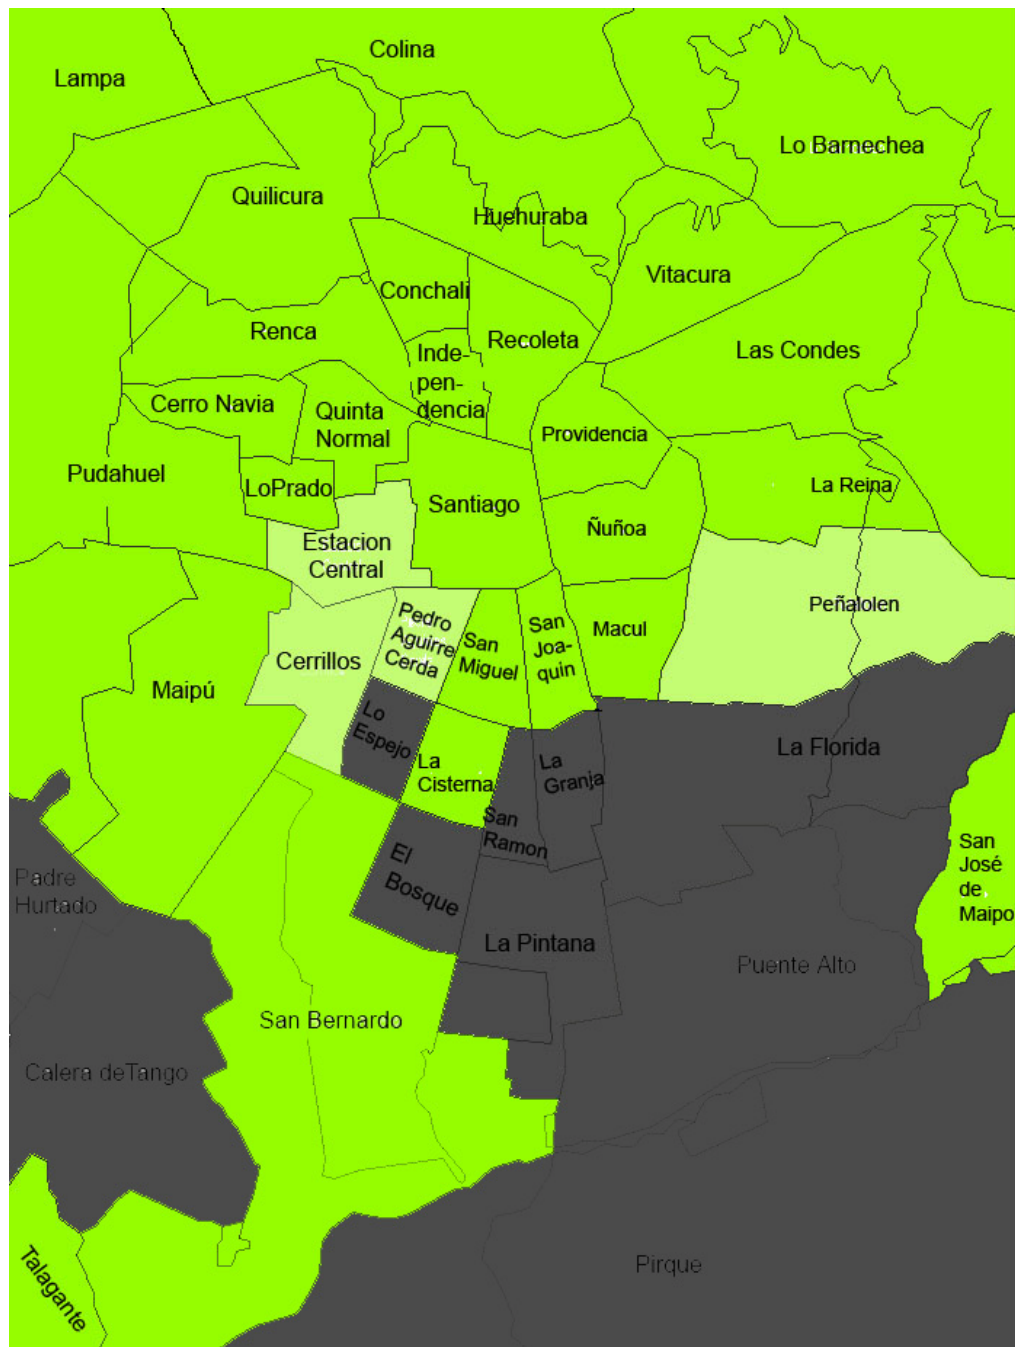 Colina
Lampa
Lo Barnechea
Quilicura
Huehuraba
Vitacura
Conchali
Renca
Recoleta
Las Condes
Inde-
pen-
dencia
Cerro Navia
Quinta
Normal
Providencia
Pudahuel
LoPrado
La Reina
Santiago
Ñuñoa
Estacion
Central
Peñalolen
Pedro
Aguirre
Cerda
San
Miguel
San
Joa-
quin
Macul
Cerrillos
Maipú
Lo
Espejo
La
Cisterna
La
Granja
La Florida
San
Ramon
El
Bosque
San
José
de
Maipo
Padre
Hurtado
La Pintana
Puente Alto
San Bernardo
Calera deTango
Pirque
Talagante